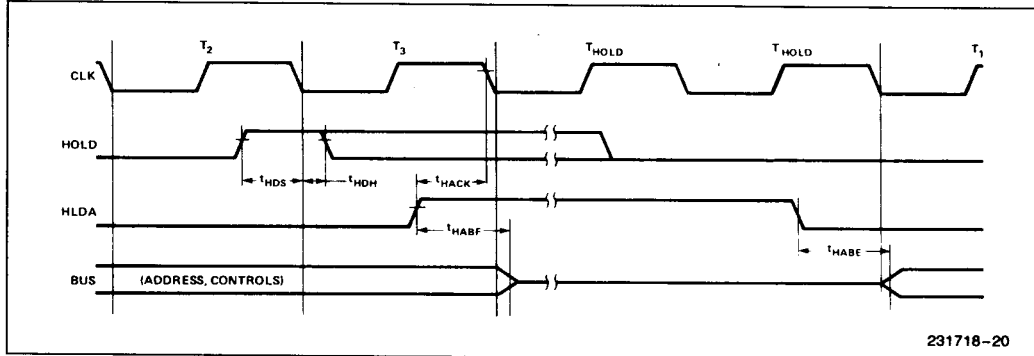 T2 T3 THOLD THOLD T1
CLK
HOLD
tHDS tHDH tHACK
HLDA
tHABF tHABE
BUS (ADDRESS, CONTROLS)
231718-20